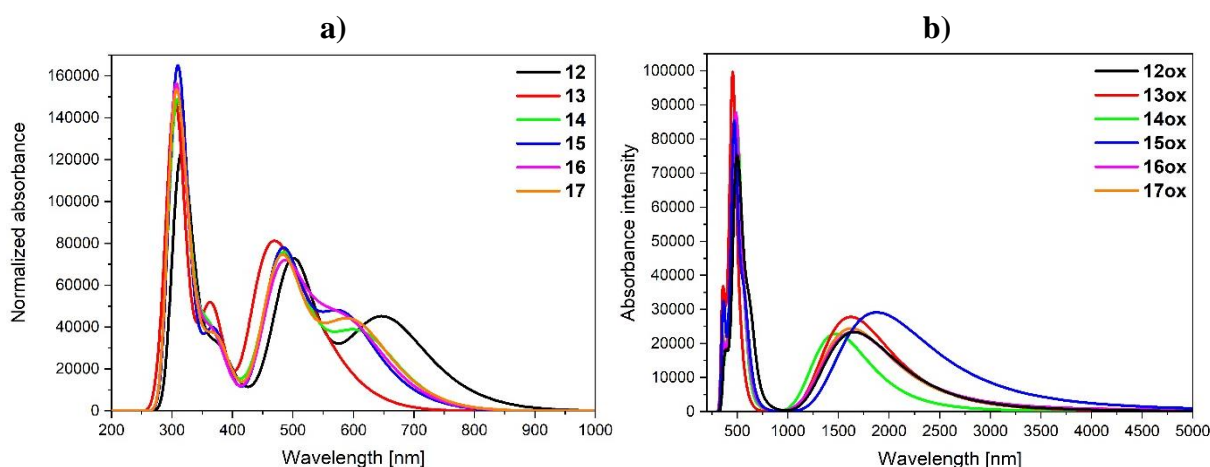 a)
b)
Normalized absorbance
160000
140000
120000
100000
80000
60000
40000
20000
0
200 300 400 500 600 700 800 900 1000
Wavelength [nm]
12
13
14
15
16
17
Absorbance intensity
100000
90000
80000
70000
60000
50000
40000
30000
20000
10000
0
500 1000 1500 2000 2500 3000 3500 4000 4500 5000
Wavelength [nm]
12ox
13ox
14ox
15ox
16ox
17ox